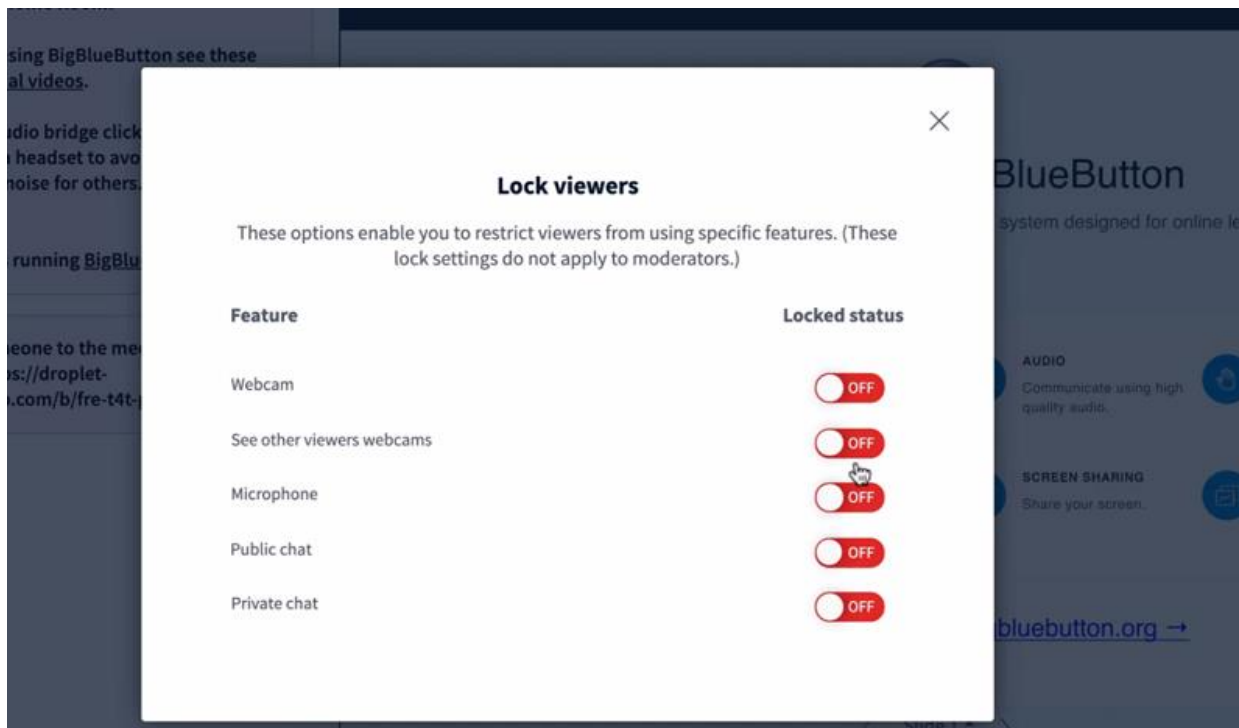 sing BigBlueButton see these
al videos.
udio bridge click
headset to avo
noise for others.
running BigBlu
eone to the me
os://droplet-
.com/b/fre-t4t-
×
Lock viewers
These options enable you to restrict viewers from using specific features. (These
lock settings do not apply to moderators.)
Feature Locked status
Webcam OFF
See other viewers webcams OFF
Microphone OFF
Public chat OFF
Private chat OFF
BlueButton
system designed for online le
AUDIO
Communicate using high
quality audio.
SCREEN SHARING
Share your screen.
bluebutton.org →